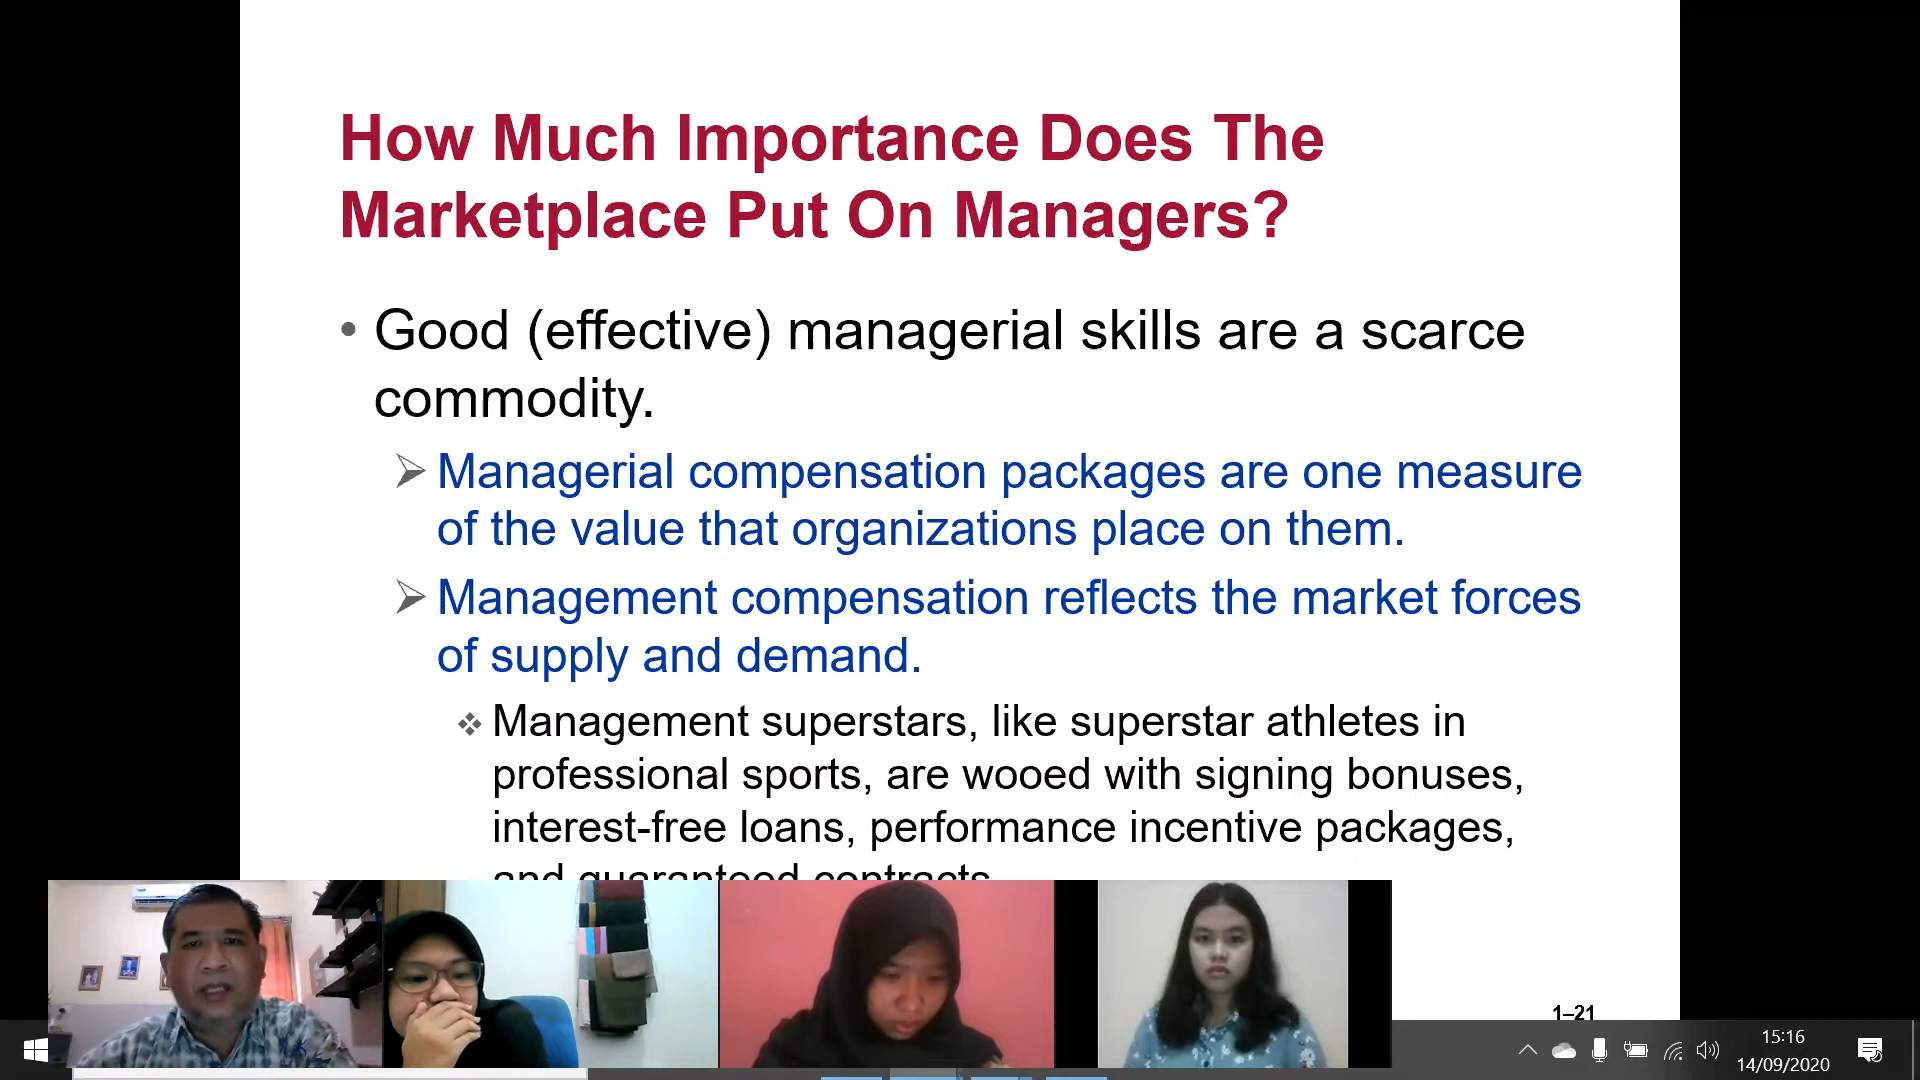 How Much Importance Does The
Marketplace Put On Managers?
• Good (effective) managerial skills are a scarce
commodity.
➢ Managerial compensation packages are one measure
of the value that organizations place on them.
➢ Management compensation reflects the market forces
of supply and demand.
❖ Management superstars, like superstar athletes in
professional sports, are wooed with signing bonuses,
interest-free loans, performance incentive packages,
and guaranteed contracts
1–21
15:16
14/09/2020